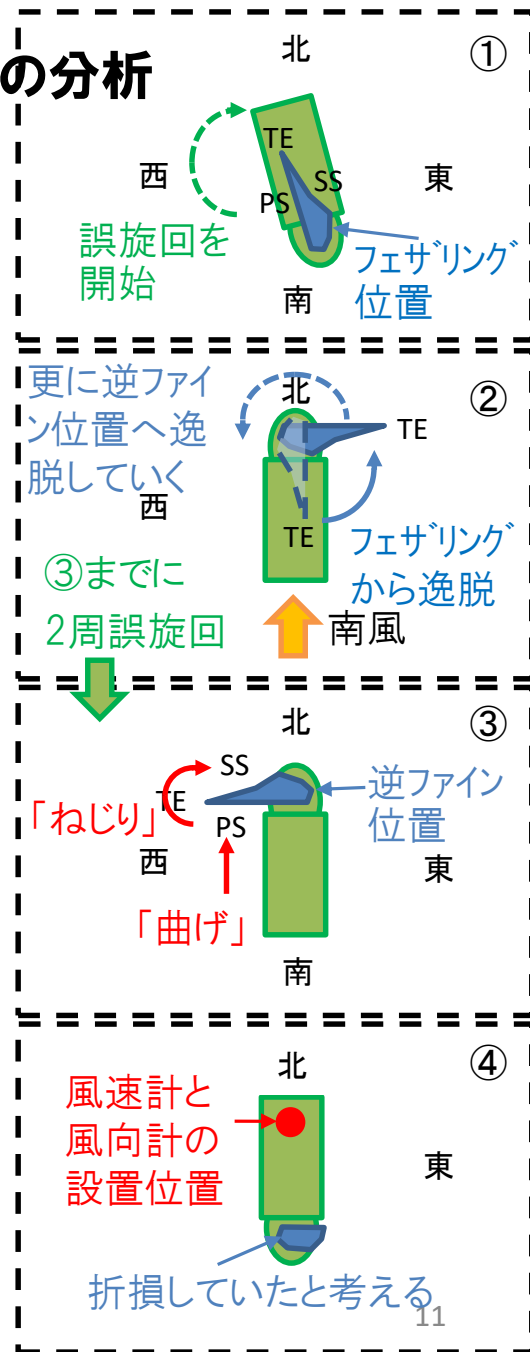 の分析
①
北
西
東
南
TE
SS
PS
誤旋回を
開始
フェザリング
位置
②
更に逆ファイ
ン位置へ逸
脱していく
北
西
TE
TE
フェザリング
から逸脱
③までに
2周誤旋回
南風
③
北
SS
TE
PS
「ねじり」
西
「曲げ」
逆ファイン
位置
東
南
④
北
風速計と
風向計の
設置位置
東
折損していたと考える
11